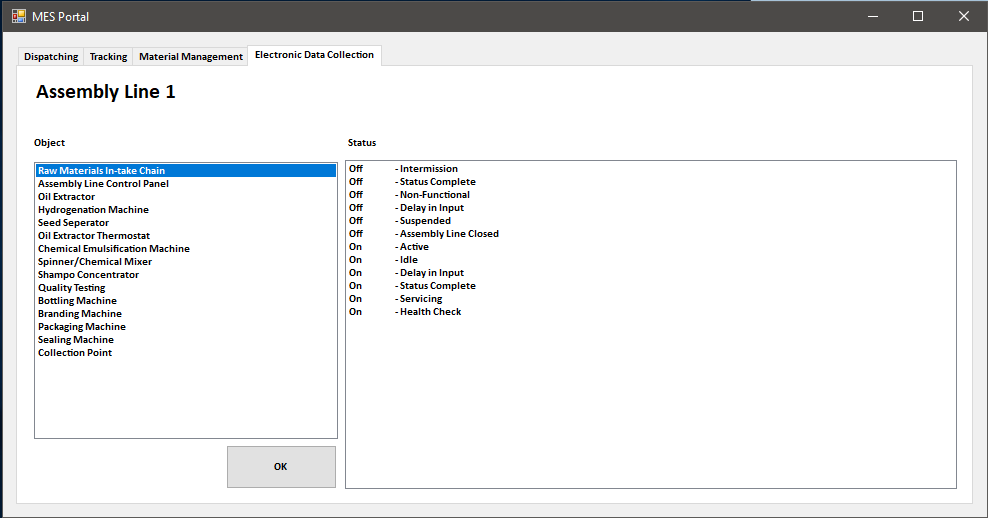 MES Portal
Dispatching Tracking Material Management Electronic Data Collection
Assembly Line 1
Object
Raw Materials In-take Chain
Assembly Line Control Panel
Oil Extractor
Hydrogenation Machine
Seed Seperator
Oil Extractor Thermostat
Chemical Emulsification Machine
Spinner/Chemical Mixer
Shampo Concentrator
Quality Testing
Bottling Machine
Branding Machine
Packaging Machine
Sealing Machine
Collection Point
OK
Status
Off - Intermission
Off - Status Complete
Off - Non-Functional
Off - Delay in Input
Off - Suspended
Off - Assembly Line Closed
On - Active
On - Idle
On - Delay in Input
On - Status Complete
On - Servicing
On - Health Check